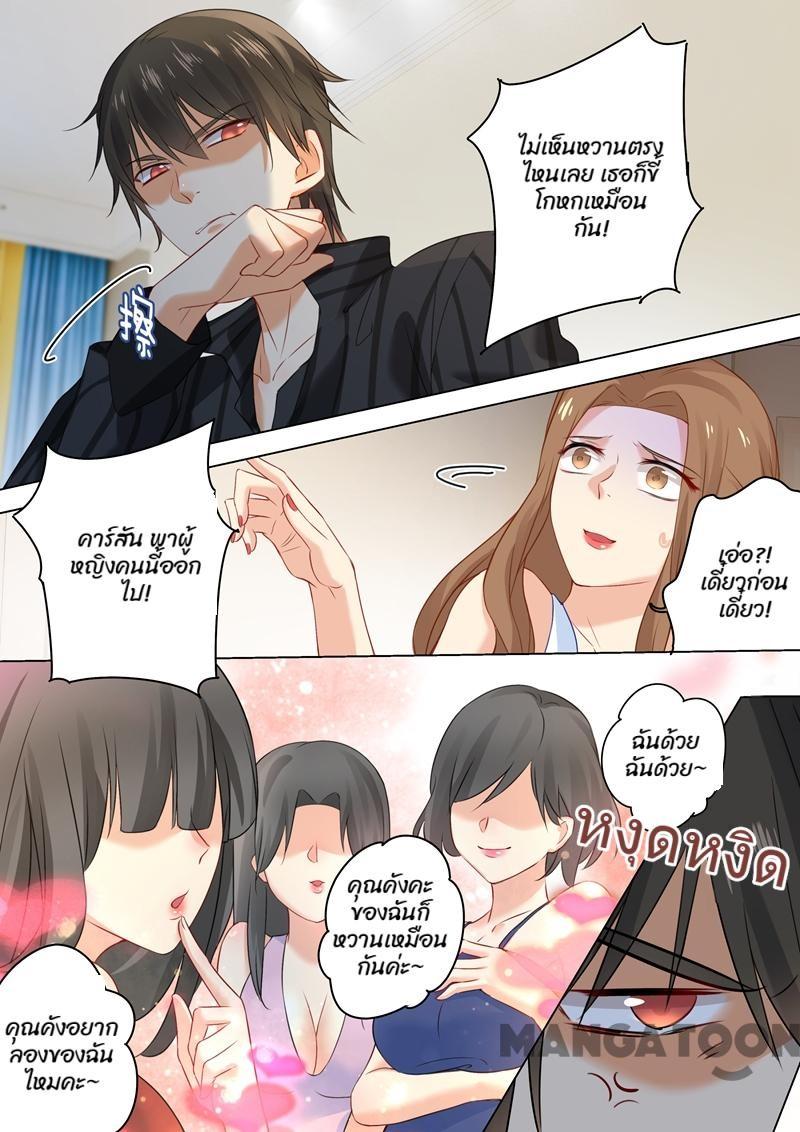 ไม่เห็นหวานตรง
ไหนเลย เธอก็ขี้
โกหกเหมือน
กัน!
擦
คาร์สัน พาผู้
หญิงคนนี้ออก
ไป!
เอ่อ?!
เดี๋ยวก่อน
เดี๋ยว!
ฉันด้วย
ฉันด้วย~
หงุดหงิด
คุณคังคะ
ของฉันก็
หวานเหมือน
กันค่ะ~
คุณคังอยาก
ลองของฉัน
ไหมคะ~
MANGATOON